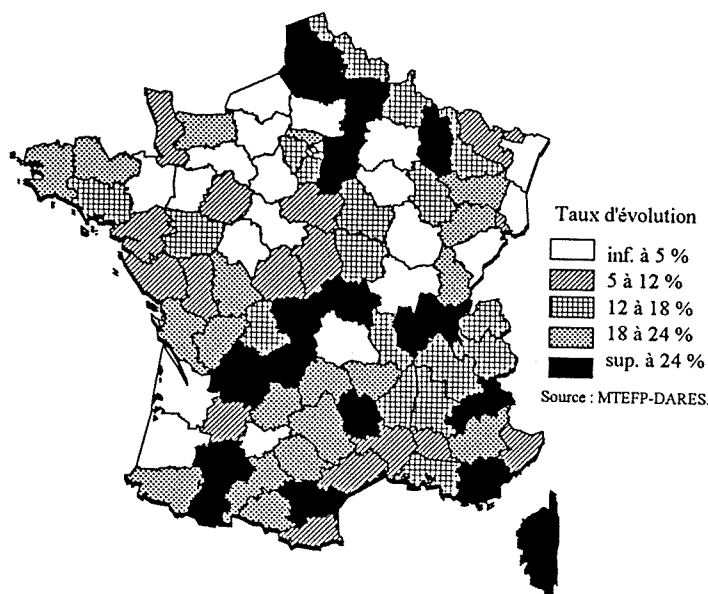 Taux d'évolution
inf. à 5 %
5 à 12 %
12 à 18 %
18 à 24 %
sup. à 24 %
Source : MTEFP-DARES.